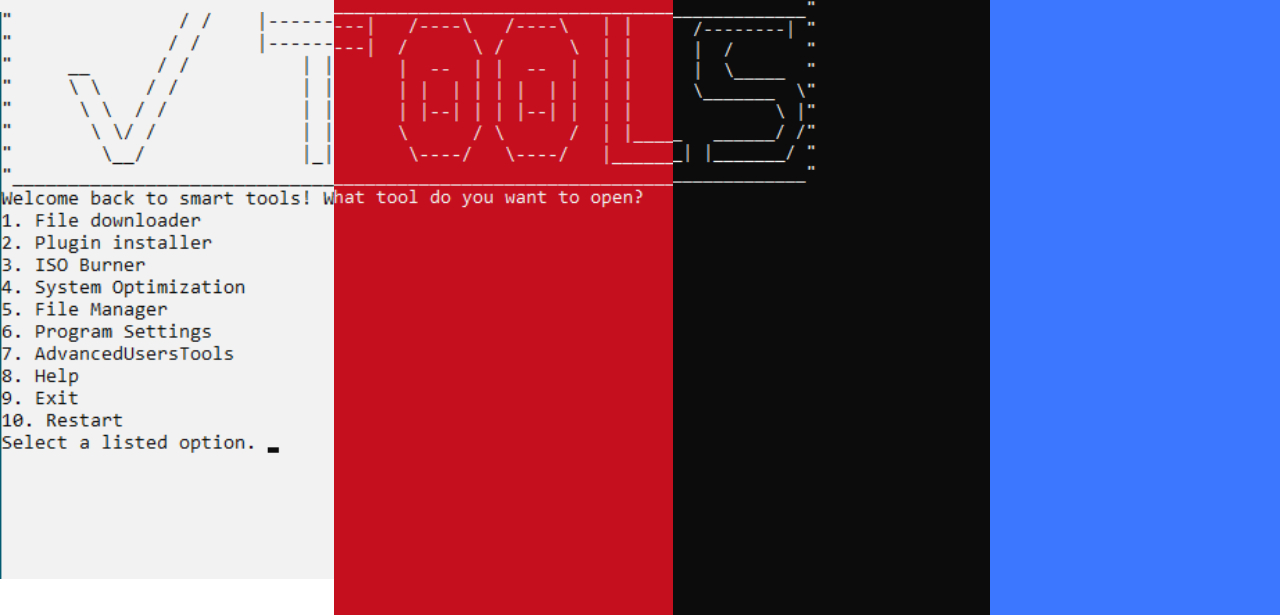 V TOOLS
Welcome back to smart tools! What tool do you want to open?
1. File downloader
2. Plugin installer
3. ISO Burner
4. System Optimization
5. File Manager
6. Program Settings
7. AdvancedUsersTools
8. Help
9. Exit
10. Restart
Select a listed option.